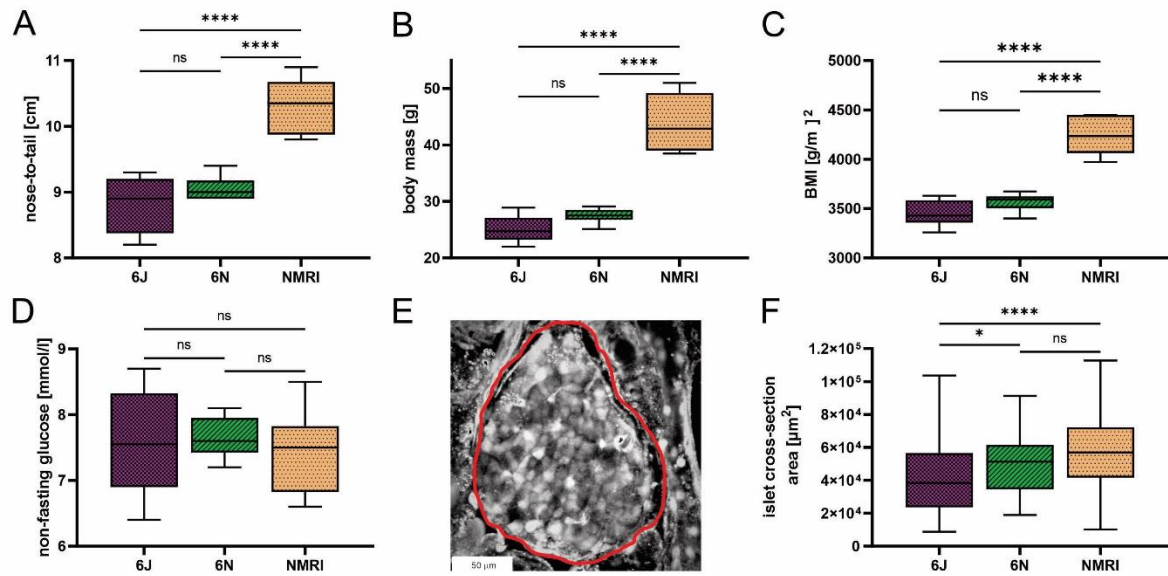 A
nose-to-tail [cm]
****
ns
****
11
10
9
8
6J
6N
NMRI
B
body mass [g]
****
ns
****
50
40
30
20
6J
6N
NMRI
C
BMI [g/m ]²
****
ns
****
5000
4500
4000
3500
3000
6J
6N
NMRI
D
non-fasting glucose [mmol/l]
ns
ns
ns
9
8
7
6
6J
6N
NMRI
E
50 µm
F
islet cross-section
area [µm²]
****
*
ns
1.2×10⁵
1×10⁵
8×10⁴
6×10⁴
4×10⁴
2×10⁴
0
6J
6N
NMRI